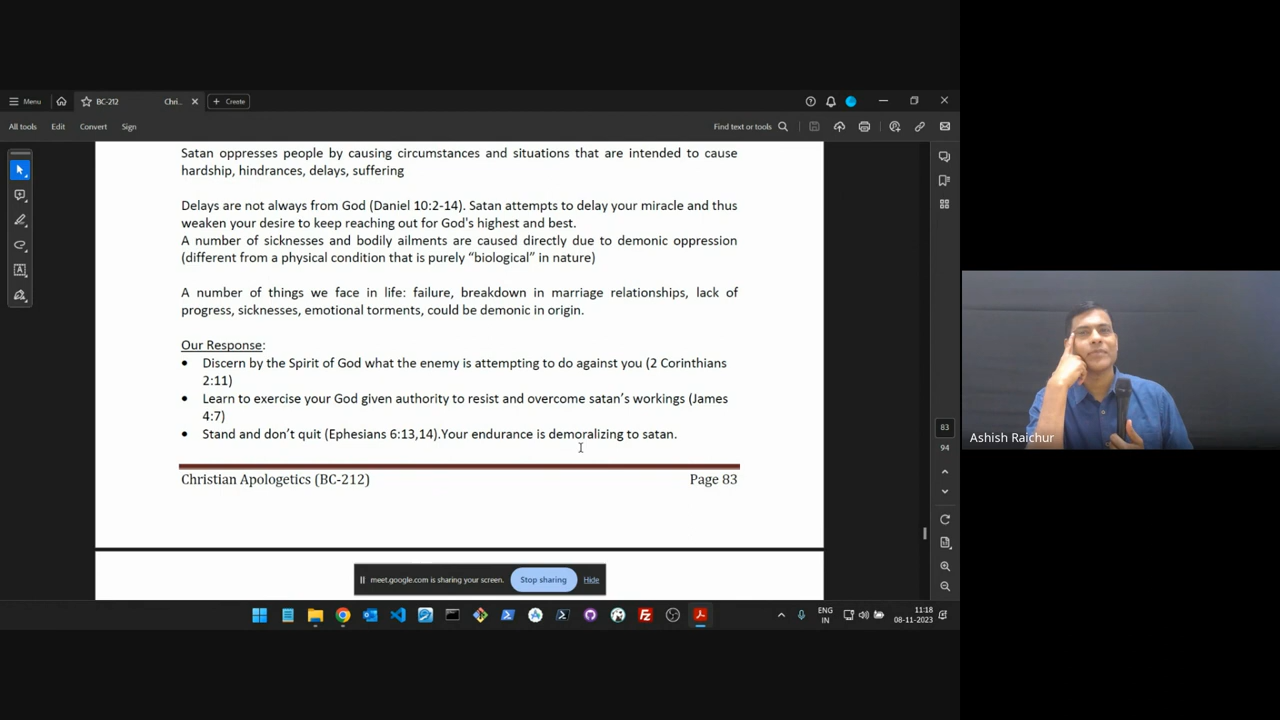 BC-212
Chri...
Create
Menu
All tools
Edit
Convert
Sign
Find text or tools
Satan oppresses people by causing circumstances and situations that are intended to cause
hardship, hindrances, delays, suffering
Delays are not always from God (Daniel 10:2-14). Satan attempts to delay your miracle and thus
weaken your desire to keep reaching out for God's highest and best.
A number of sicknesses and bodily ailments are caused directly due to demonic oppression
(different from a physical condition that is purely “biological” in nature)
A number of things we face in life: failure, breakdown in marriage relationships, lack of
progress, sicknesses, emotional torments, could be demonic in origin.
Our Response:
• Discern by the Spirit of God what the enemy is attempting to do against you (2 Corinthians
2:11)
• Learn to exercise your God given authority to resist and overcome satan’s workings (James
4:7)
• Stand and don’t quit (Ephesians 6:13,14).Your endurance is demoralizing to satan.
Christian Apologetics (BC-212)
Page 83
83
94
Ashish Raichur
meet.google.com is sharing your screen.
Stop sharing
Hide
ENG
IN
11:18
08-11-2023